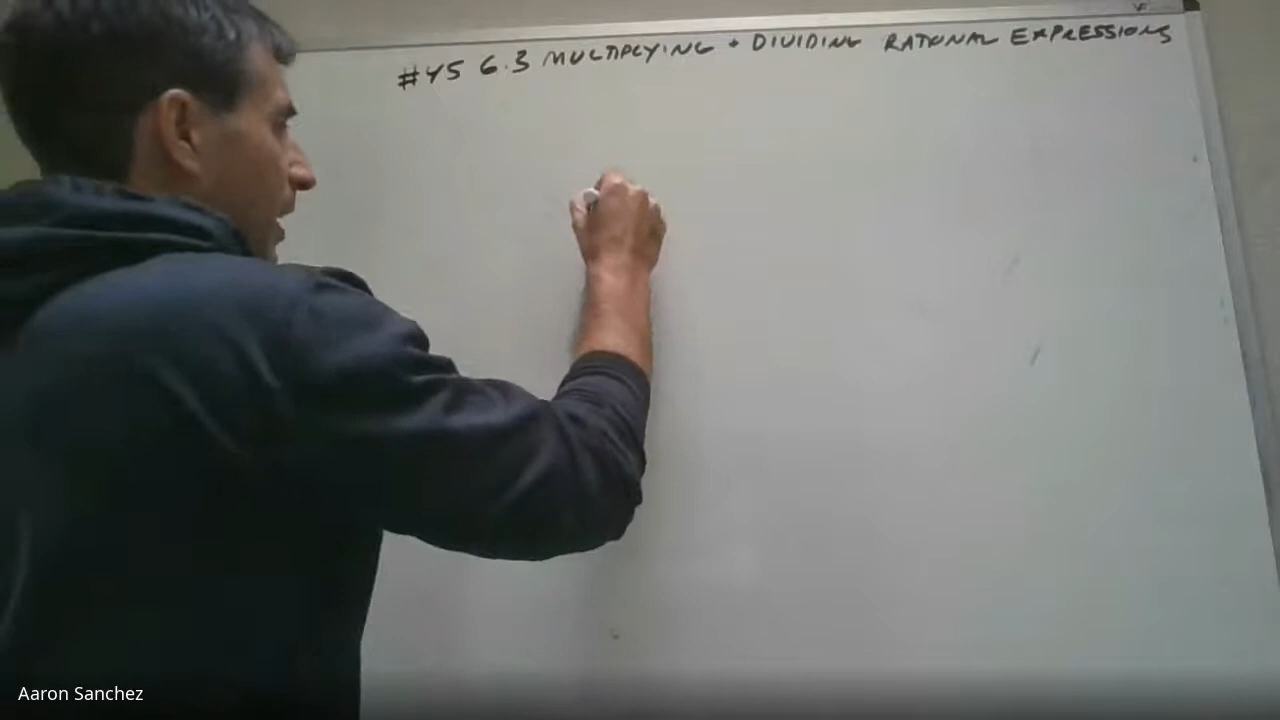 #45 6.3 MULTIPLYING + DIVIDING RATIONAL EXPRESSIONS
Aaron Sanchez